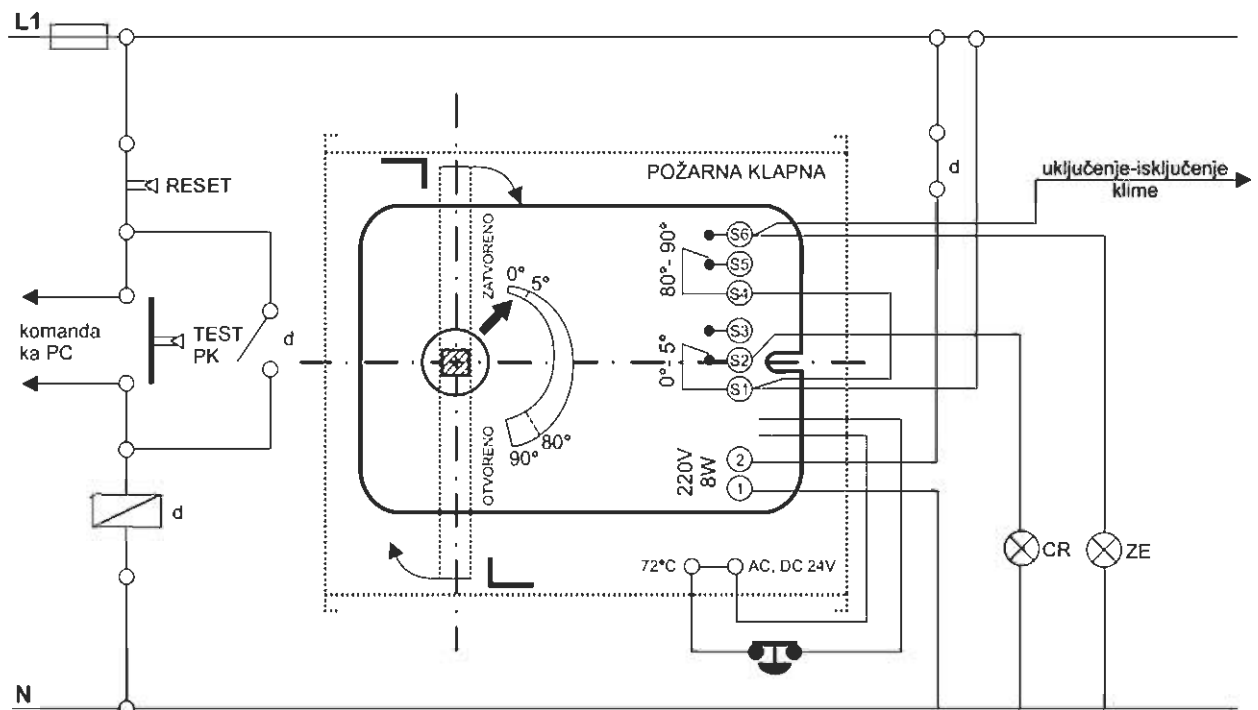 L1
RESET
komanda
ka PC
TEST
PK
d
d
N
POŽARNA KLAPNA
ZATVORENO
0°
5°
OTVORENO
80°
90°
80°- 90°
S6
S5
S4
0°- 5°
S3
S2
S1
220V
8W
2
1
72°C
AC, DC 24V
d
uključenje-isključenje
klime
CR
ZE